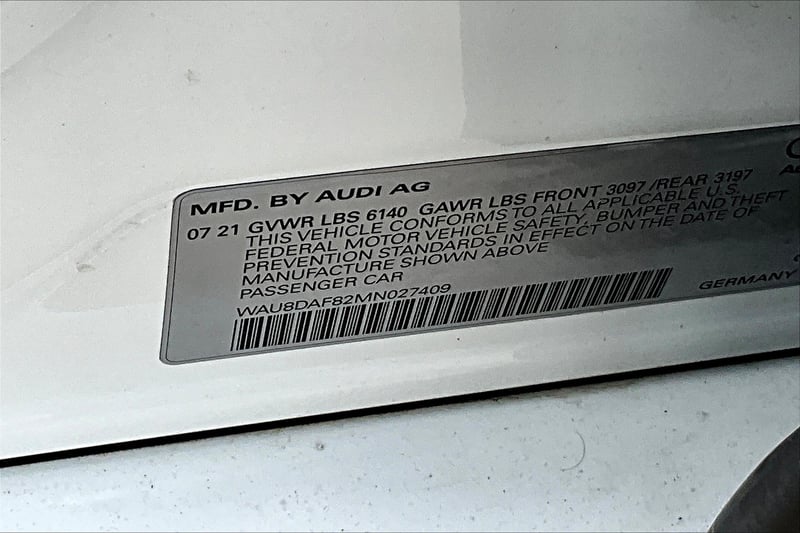 MFD. BY AUDI AG
07 21 GVWR LBS 6140 GAWR LBS FRONT 3097 /REAR 3197
THIS VEHICLE CONFORMS TO ALL APPLICABLE U.S.
FEDERAL MOTOR VEHICLE SAFETY, BUMPER AND THEFT
PREVENTION STANDARDS IN EFFECT ON THE DATE OF
MANUFACTURE SHOWN ABOVE
PASSENGER CAR
WAU8DAF82MN027409
GERMANY